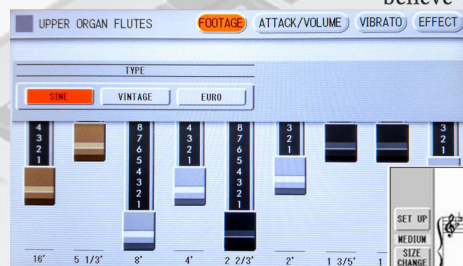 believe
UPPER ORGAN FLUTES FOOTAGE ATTACK/VOLUME VIBRATO EFFECT
TYPE
SINE VINTAGE EURO
4 8 4 8 3 3
3 7 3 7 2 2
2 6 2 6 1 1
1 5 1 5
4 4
3 3
2 2
1 1
SET UP
MEDIUM
SIZE
CHANGE
16' 5 1/3' 8' 4' 2 2/3' 2' 1 3/5' 1